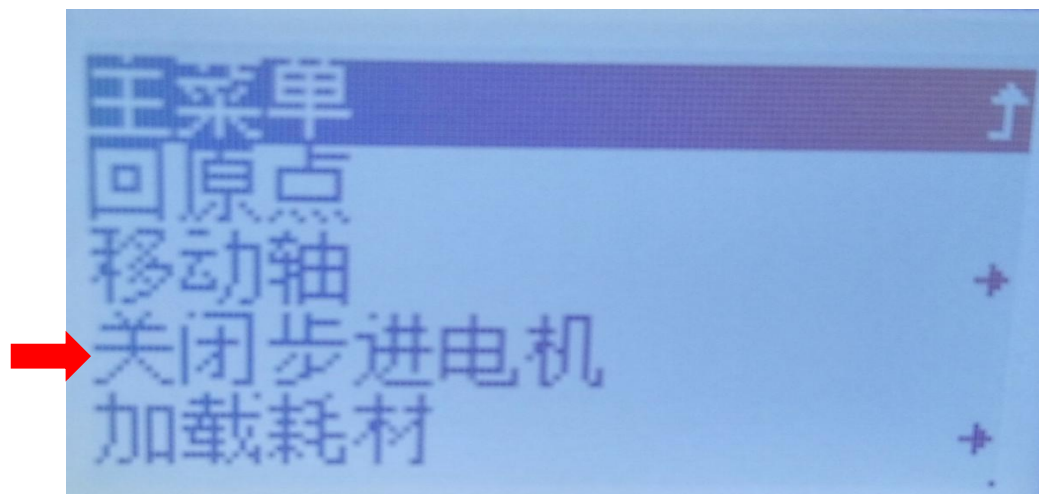 主菜单
回原点
移动轴
关闭步进电机
加载耗材